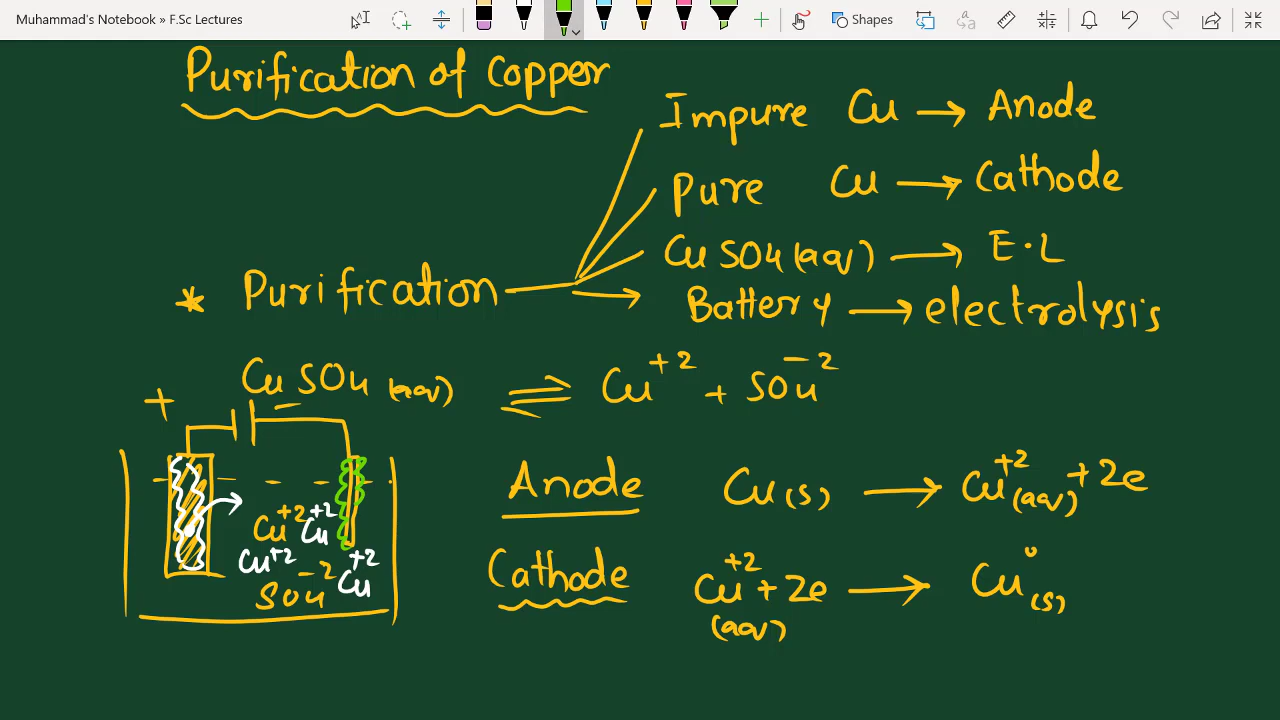 Muhammad's Notebook » F.Sc Lectures
Shapes
Purification of Copper
Impure Cu → Anode
Pure Cu → Cathode
CuSO4(aq) → E.L
* Purification
Battery → electrolysis
CuSO4(aq) ⇌ Cu+2 + SO4−2
+
Anode Cu(s) → Cu+2(aq) + 2e
Cu+2 Cu+2
Cu+2 Cu+2
SO4−2
Cathode Cu+2(aq) + 2e → Cu°(s)